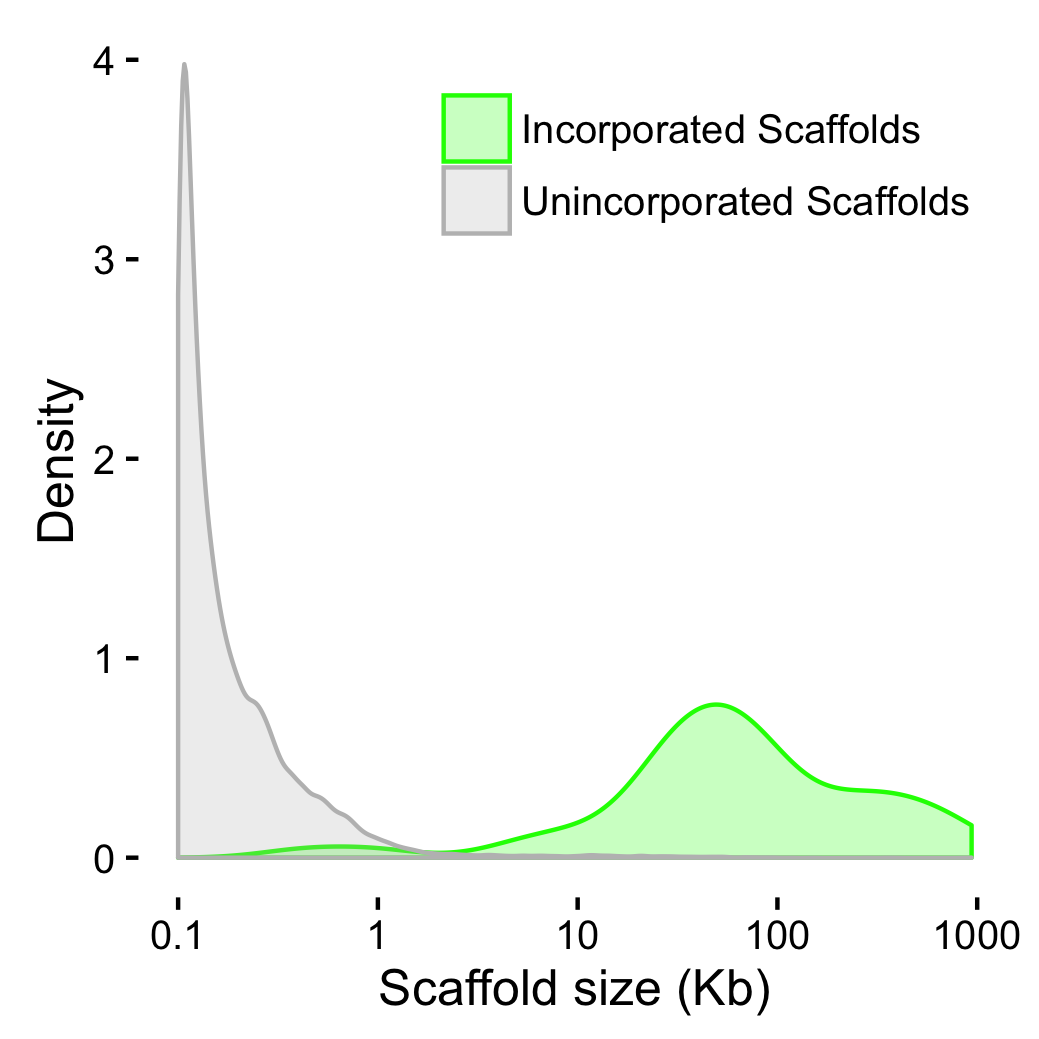 4
Incorporated Scaffolds
Unincorporated Scaffolds
3
Density
2
1
0
0.1 1 10 100 1000
Scaffold size (Kb)